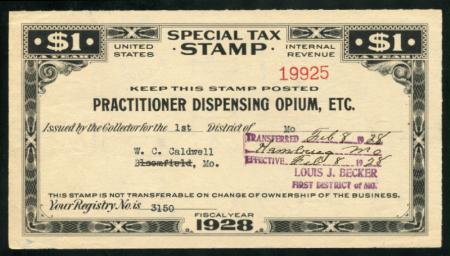 $1 SPECIAL TAX $1
A YEAR UNITED STATES STAMP INTERNAL REVENUE A YEAR
19925
KEEP THIS STAMP POSTED
PRACTITIONER DISPENSING OPIUM, ETC.
Issued by the Collector for the 1st District of Mo
TRANSFERRED Feb 8 1928
W. C. Caldwell
Hamburg Mo
Bloomfield, Mo.
EFFECTIVE Feb 8 1928
LOUIS J. BECKER
FIRST DISTRICT OF MO.
THIS STAMP IS NOT TRANSFERABLE ON CHANGE OF OWNERSHIP OF THE BUSINESS.
Your Registry No. is 3150
FISCAL YEAR
1928